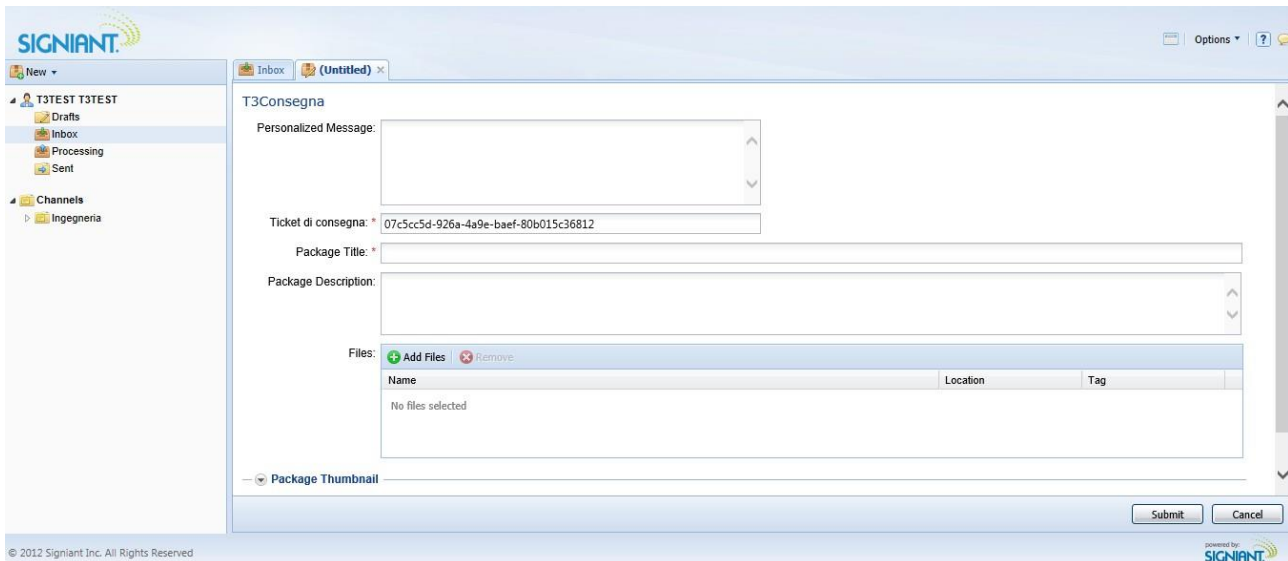 SIGNIANT.
Options
?
New
Inbox
(Untitled)
T3TEST T3TEST
Drafts
Inbox
Processing
Sent
Channels
Ingegneria
T3Consegna
Personalized Message:
Ticket di consegna: * 07c5cc5d-926a-4a9e-baef-80b015c36812
Package Title: *
Package Description:
Files:
Add Files Remove
Name Location Tag
No files selected
Package Thumbnail
Submit Cancel
© 2012 Signiant Inc. All Rights Reserved
powered by:
SIGNIANT